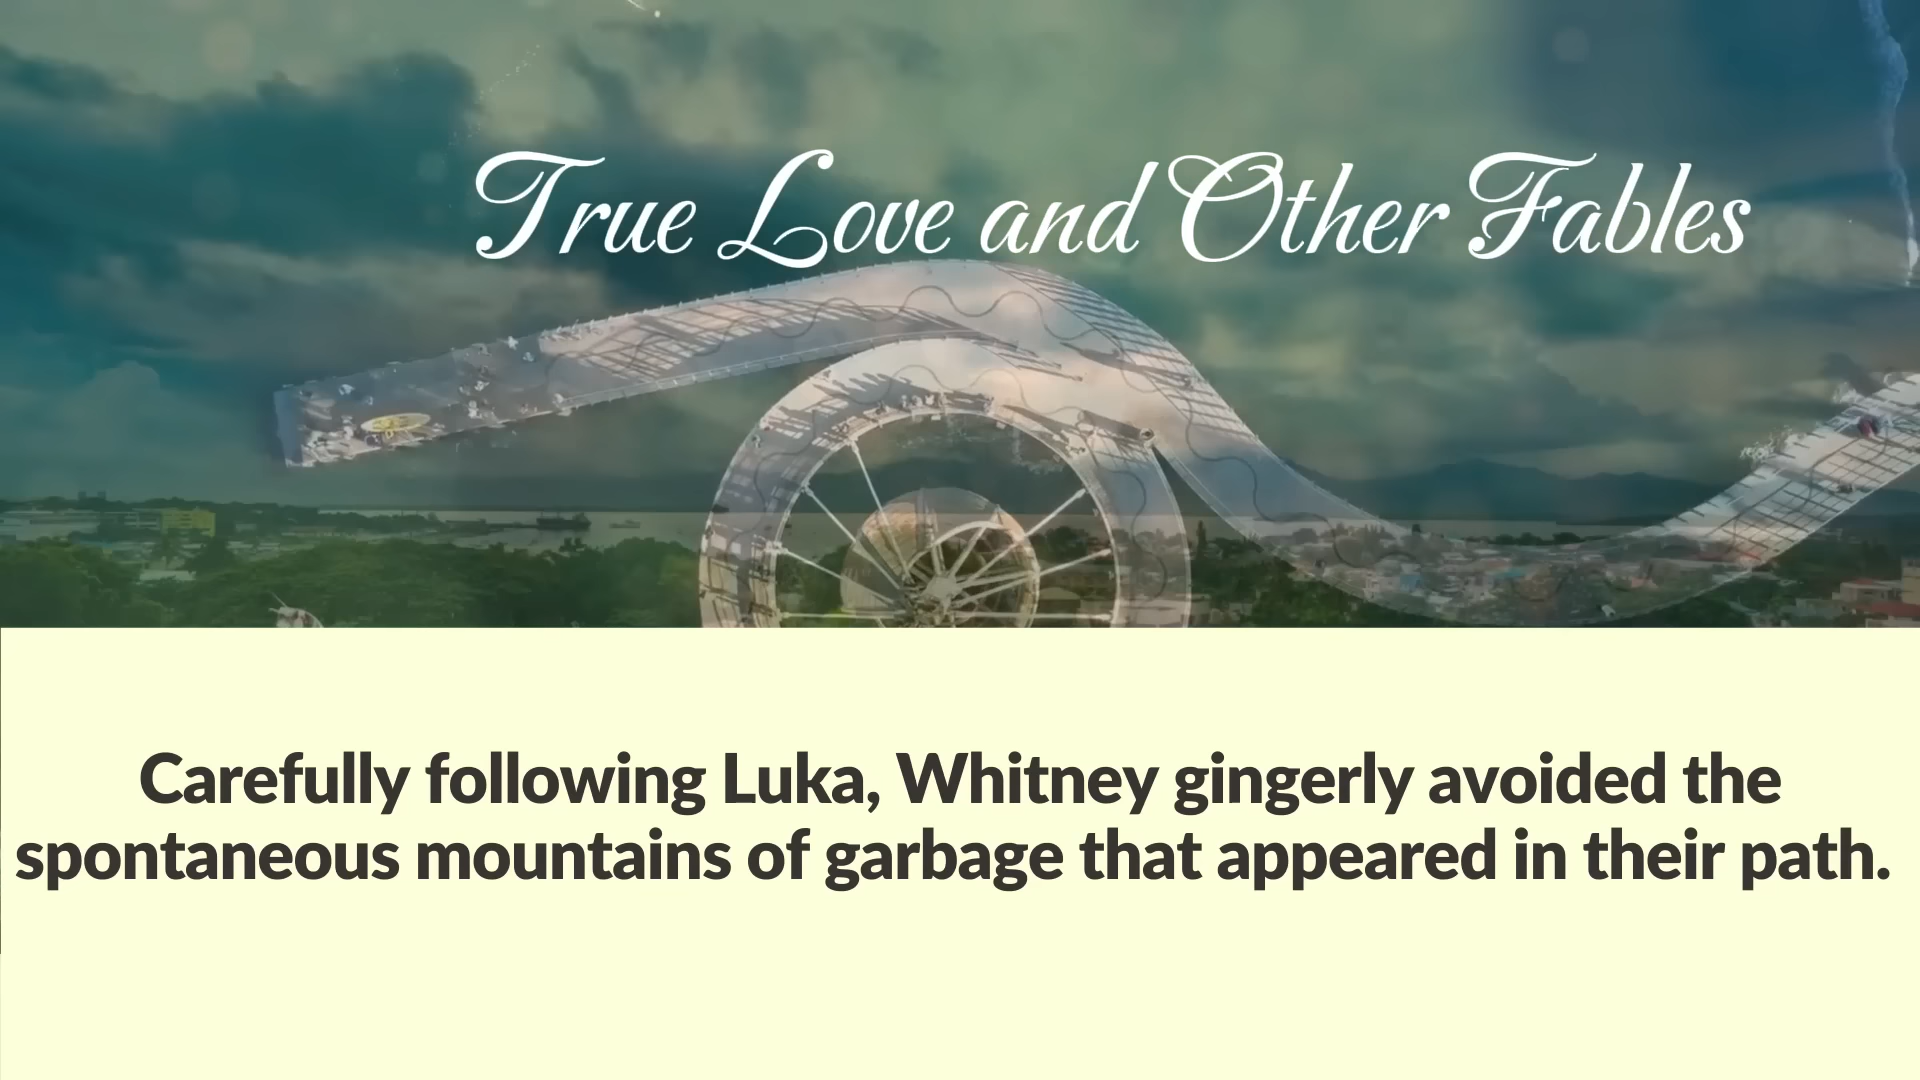 True Love and Other Fables
Carefully following Luka, Whitney gingerly avoided the
spontaneous mountains of garbage that appeared in their path.